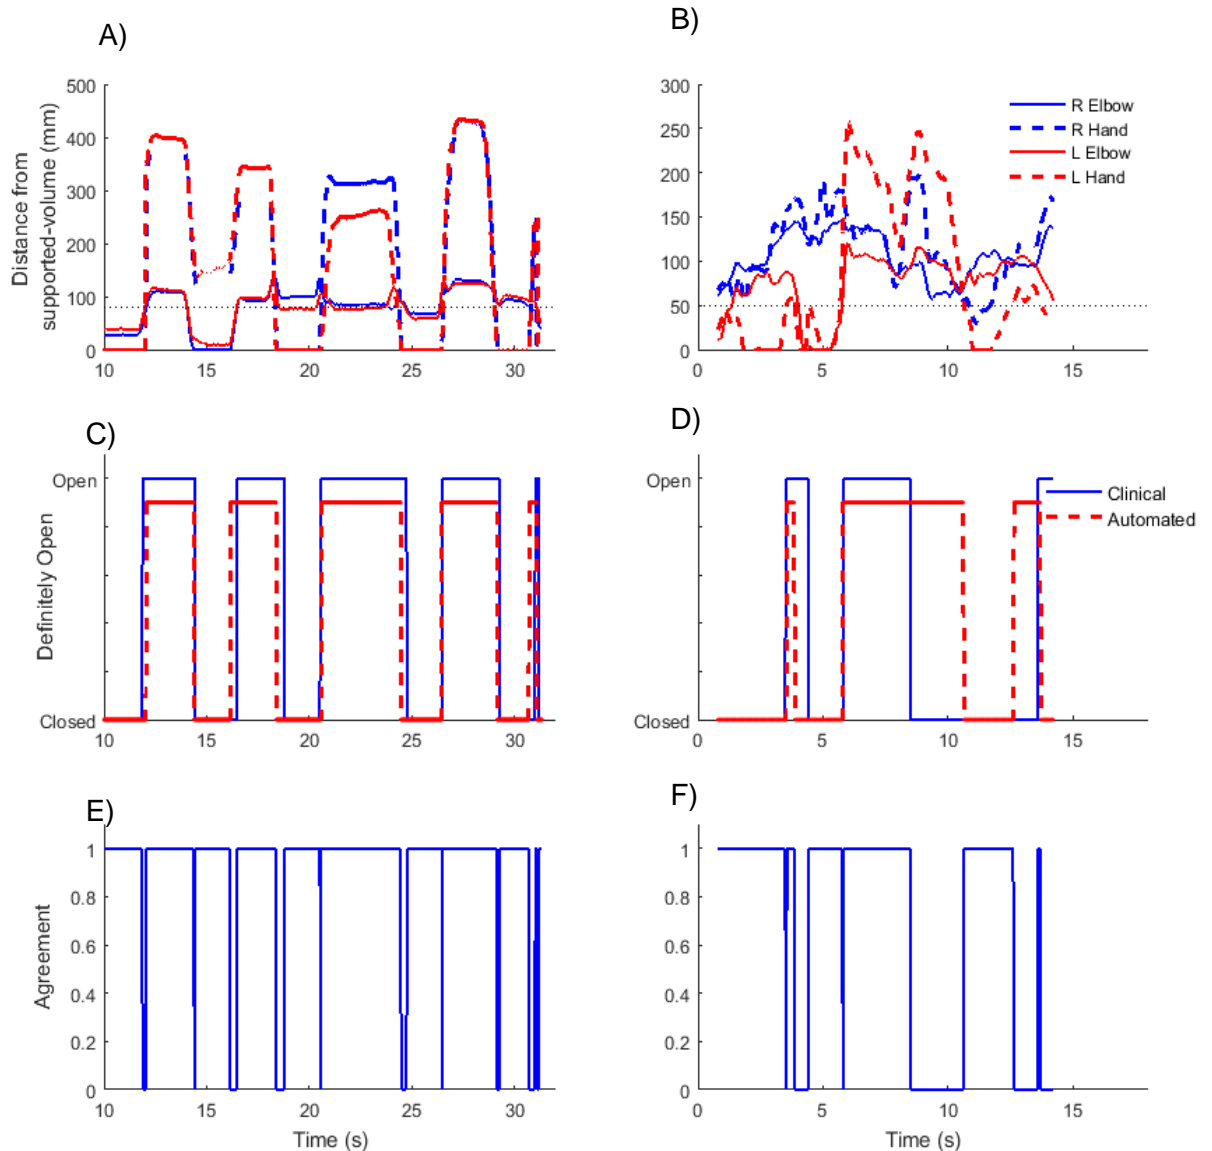 A)
B)
Distance from
supported-volume (mm)
500
400
300
200
100
0
10
15
20
25
30
300
250
200
150
100
50
0
0
5
10
15
R Elbow
R Hand
L Elbow
L Hand
C)
D)
Definitely Open
Open
Closed
10
15
20
25
30
Open
Closed
0
5
10
15
Clinical
Automated
E)
F)
Agreement
1
0.8
0.6
0.4
0.2
0
10
15
20
25
30
Time (s)
1
0.8
0.6
0.4
0.2
0
0
5
10
15
Time (s)